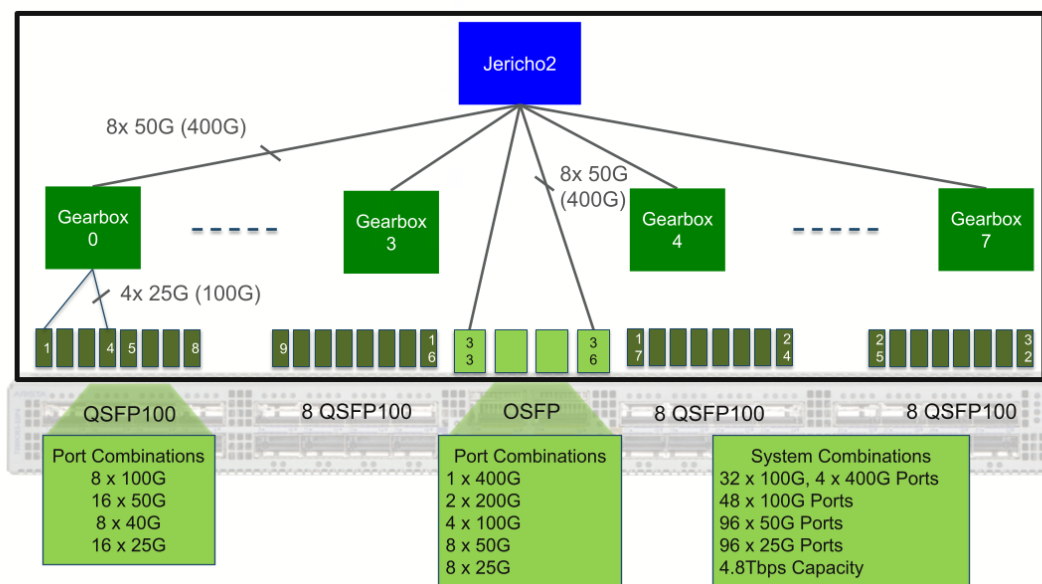 Jericho2
8x 50G (400G)
8x 50G
(400G)
Gearbox
0
Gearbox
3
Gearbox
4
Gearbox
7
4x 25G (100G)
1
4
5
8
9
1
6
3
3
3
6
1
7
2
4
2
5
3
2
QSFP100
8 QSFP100
OSFP
8 QSFP100
8 QSFP100
Port Combinations
8 x 100G
16 x 50G
8 x 40G
16 x 25G
Port Combinations
1 x 400G
2 x 200G
4 x 100G
8 x 50G
8 x 25G
System Combinations
32 x 100G, 4 x 400G Ports
48 x 100G Ports
96 x 50G Ports
96 x 25G Ports
4.8Tbps Capacity